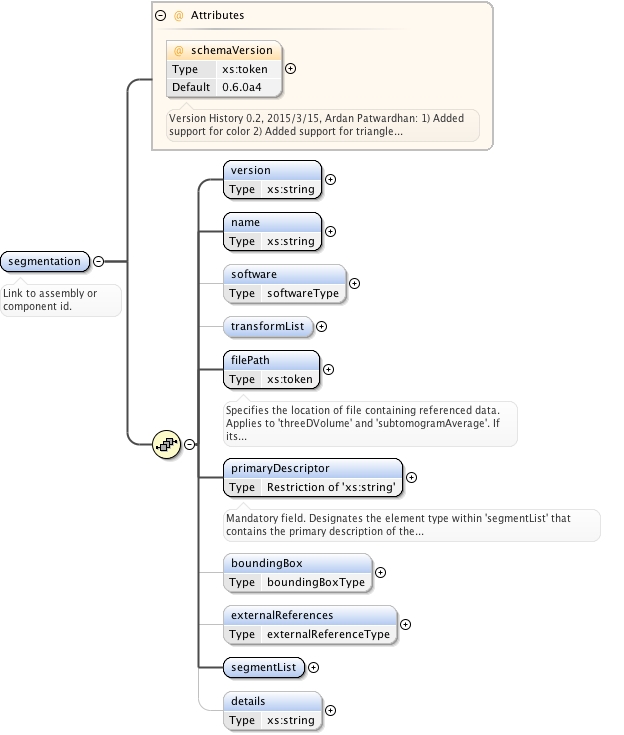 @ Attributes
@ schemaVersion
Type xs:token
Default 0.6.0a4
Version History 0.2, 2015/3/15, Ardan Patwardhan: 1) Added
support for color 2) Added support for triangle...
segmentation
Link to assembly or
component id.
version
Type xs:string
name
Type xs:string
software
Type softwareType
transformList
filePath
Type xs:token
Specifies the location of file containing referenced data.
Applies to 'threeDVolume' and 'subtomogramAverage'. If
its...
primaryDescriptor
Type Restriction of 'xs:string'
Mandatory field. Designates the element type within 'segmentList' that
contains the primary description of the...
boundingBox
Type boundingBoxType
externalReferences
Type externalReferenceType
segmentList
details
Type xs:string